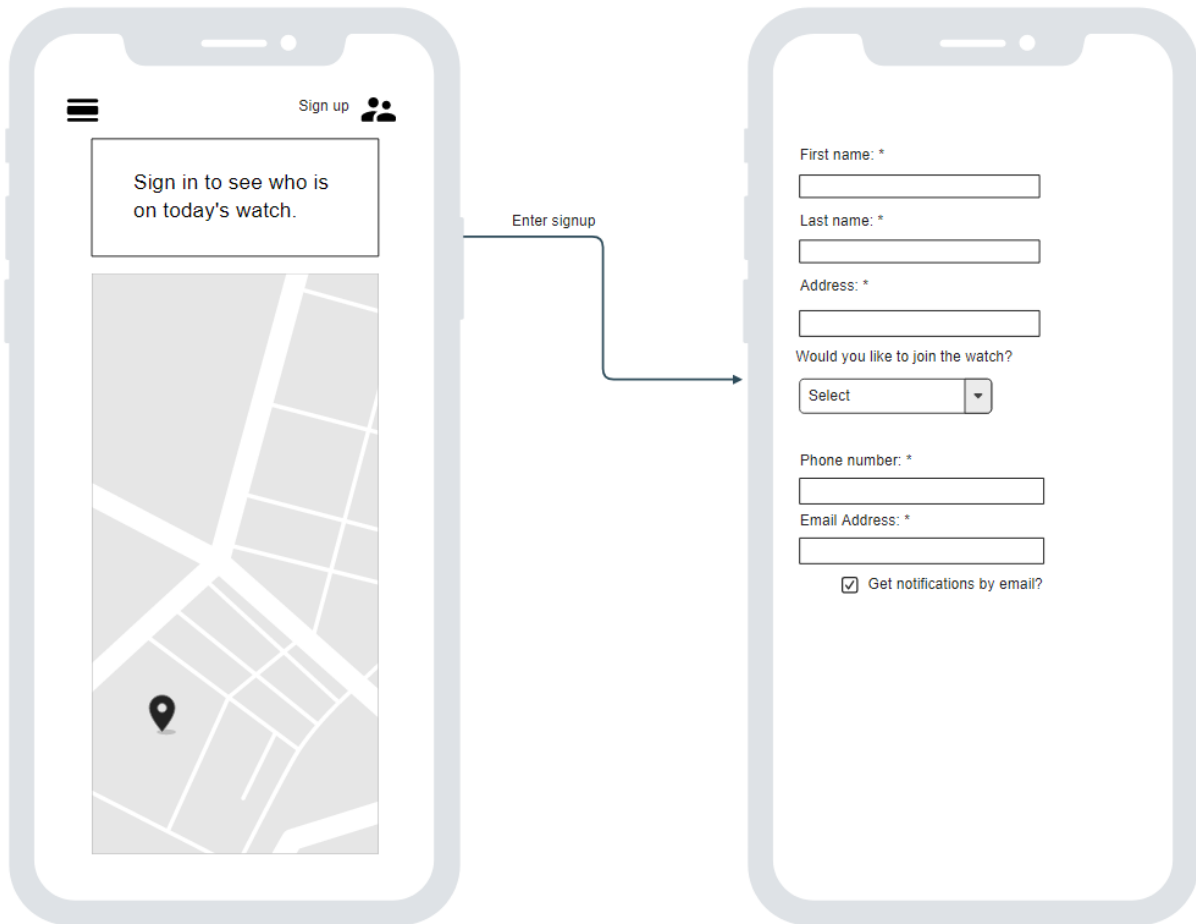 Sign up
Sign in to see who is
on today's watch.
Enter signup
First name: *
Last name: *
Address: *
Would you like to join the watch?
Select
Phone number: *
Email Address: *
Get notifications by email?